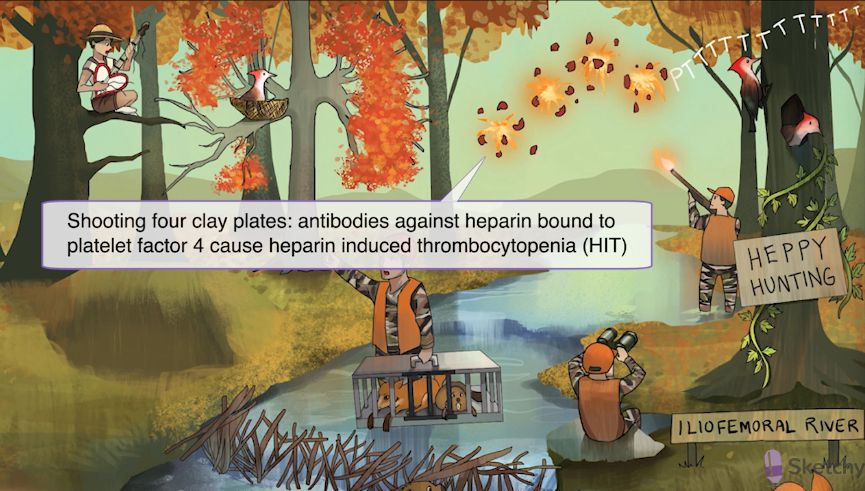 PTTTTTTTTTTT
Shooting four clay plates: antibodies against heparin bound to
platelet factor 4 cause heparin induced thrombocytopenia (HIT)
HEPPY
HUNTING
ILIOFEMORAL RIVER
Sketchy